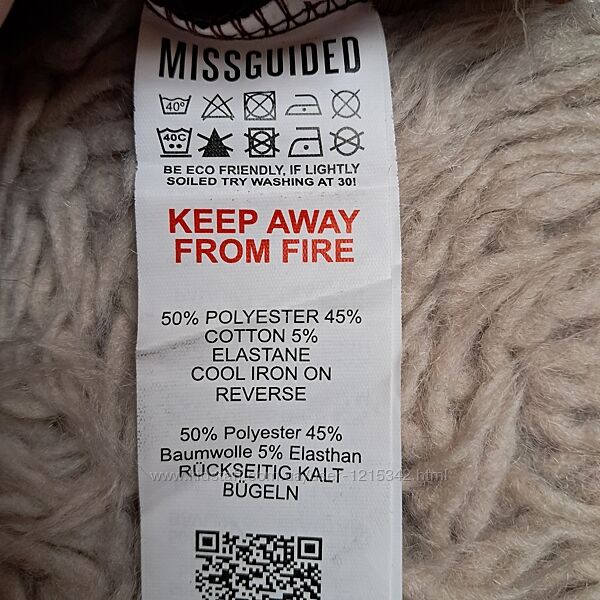 MISSGUIDED
40°
40C
BE ECO FRIENDLY, IF LIGHTLY
SOILED TRY WASHING AT 30!
KEEP AWAY
FROM FIRE
50% POLYESTER 45%
COTTON 5%
ELASTANE
COOL IRON ON
REVERSE
50% Polyester 45%
Baumwolle 5% Elasthan
RÜCKSEITIG KALT
BÜGELN